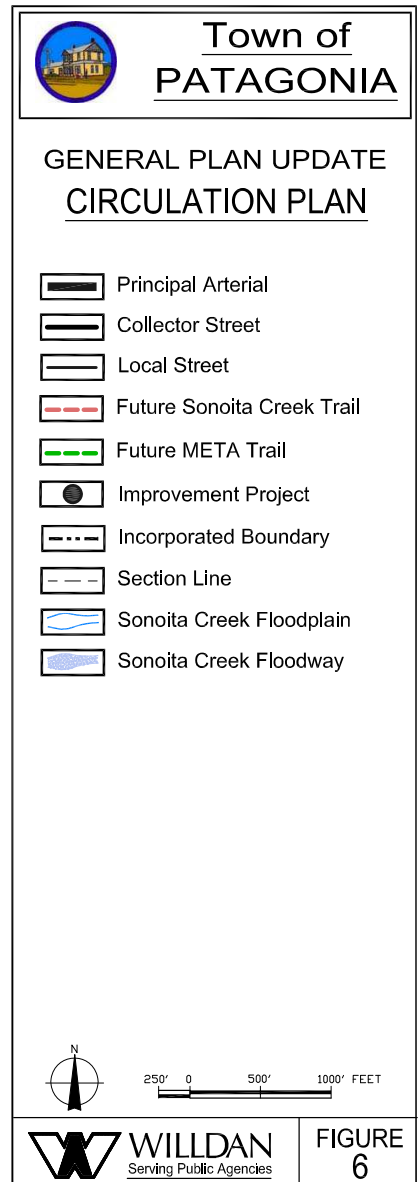 Town of
PATAGONIA
GENERAL PLAN UPDATE
CIRCULATION PLAN
Principal Arterial
Collector Street
Local Street
Future Sonoita Creek Trail
Future META Trail
Improvement Project
Incorporated Boundary
Section Line
Sonoita Creek Floodplain
Sonoita Creek Floodway
N
250' 0 500' 1000' FEET
WILLDAN
Serving Public Agencies
FIGURE
6